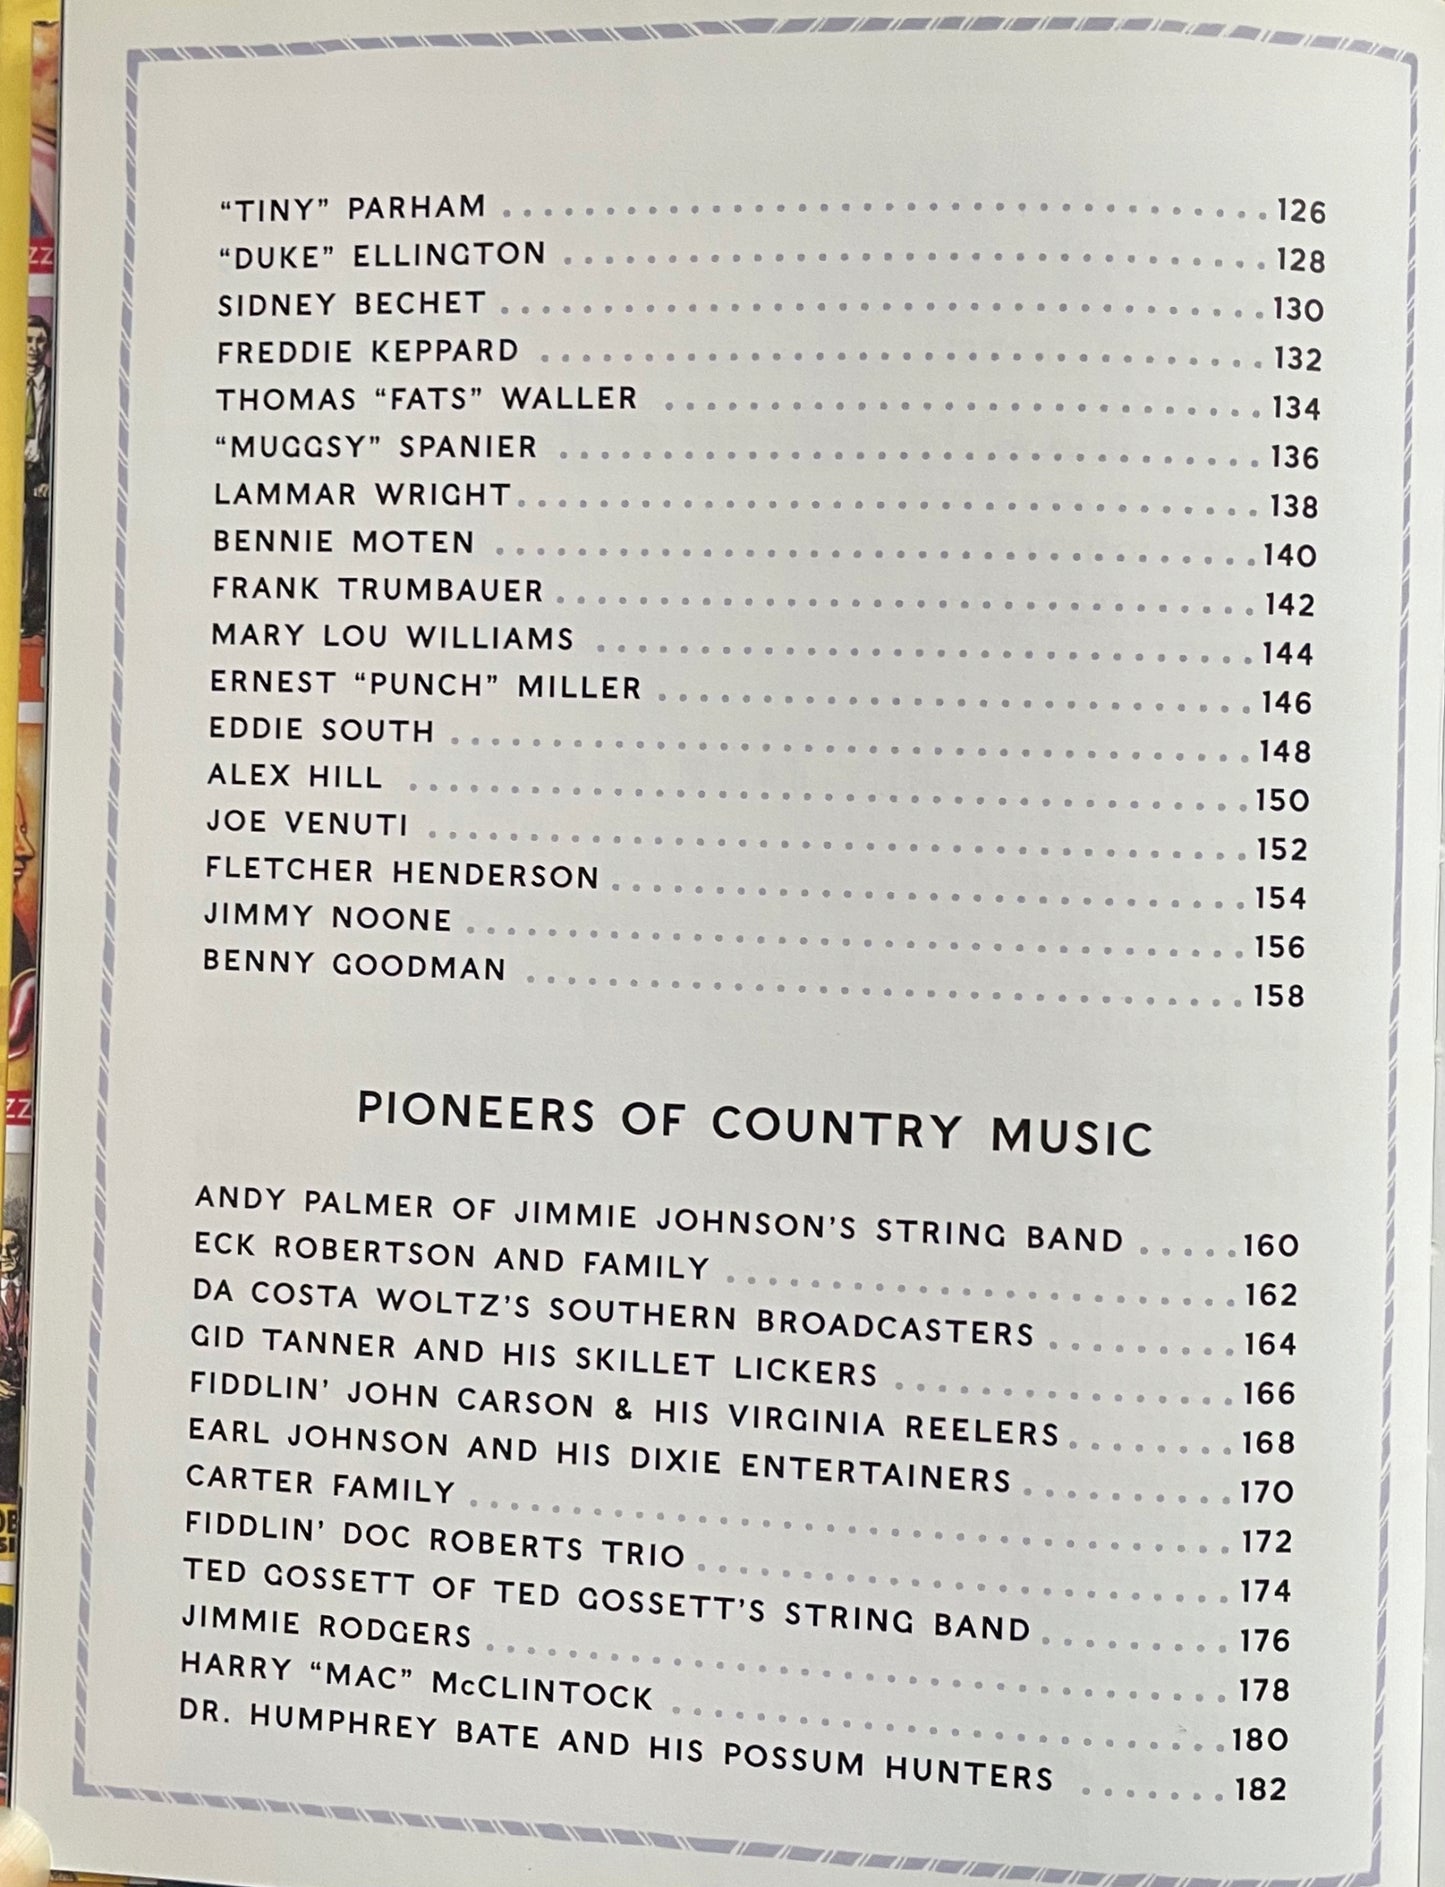 “TINY” PARHAM . . . . . . . . . . . . . . . . . . . . . . . . . . . . . . . . . . . . 126
“DUKE” ELLINGTON . . . . . . . . . . . . . . . . . . . . . . . . . . . . . . . . . 128
SIDNEY BECHET . . . . . . . . . . . . . . . . . . . . . . . . . . . . . . . . . . . . 130
FREDDIE KEPPARD . . . . . . . . . . . . . . . . . . . . . . . . . . . . . . . . . . 132
THOMAS “FATS” WALLER . . . . . . . . . . . . . . . . . . . . . . . . . . . . 134
“MUGGSY” SPANIER . . . . . . . . . . . . . . . . . . . . . . . . . . . . . . . . . 136
LAMMAR WRIGHT . . . . . . . . . . . . . . . . . . . . . . . . . . . . . . . . . . . 138
BENNIE MOTEN . . . . . . . . . . . . . . . . . . . . . . . . . . . . . . . . . . . . 140
FRANK TRUMBAUER . . . . . . . . . . . . . . . . . . . . . . . . . . . . . . . . . 142
MARY LOU WILLIAMS . . . . . . . . . . . . . . . . . . . . . . . . . . . . . . . 144
ERNEST “PUNCH” MILLER . . . . . . . . . . . . . . . . . . . . . . . . . . . . 146
EDDIE SOUTH . . . . . . . . . . . . . . . . . . . . . . . . . . . . . . . . . . . . . . 148
ALEX HILL . . . . . . . . . . . . . . . . . . . . . . . . . . . . . . . . . . . . . . . . 150
JOE VENUTI . . . . . . . . . . . . . . . . . . . . . . . . . . . . . . . . . . . . . . . 152
FLETCHER HENDERSON . . . . . . . . . . . . . . . . . . . . . . . . . . . . . . 154
JIMMY NOONE . . . . . . . . . . . . . . . . . . . . . . . . . . . . . . . . . . . . . 156
BENNY GOODMAN . . . . . . . . . . . . . . . . . . . . . . . . . . . . . . . . . . 158
PIONEERS OF COUNTRY MUSIC
ANDY PALMER OF JIMMIE JOHNSON’S STRING BAND . . . . . 160
ECK ROBERTSON AND FAMILY . . . . . . . . . . . . . . . . . . . . . . . . 162
DA COSTA WOLTZ’S SOUTHERN BROADCASTERS . . . . . . . . . 164
GID TANNER AND HIS SKILLET LICKERS . . . . . . . . . . . . . . . . 166
FIDDLIN’ JOHN CARSON & HIS VIRGINIA REELERS . . . . . . . . 168
EARL JOHNSON AND HIS DIXIE ENTERTAINERS . . . . . . . . . . 170
CARTER FAMILY . . . . . . . . . . . . . . . . . . . . . . . . . . . . . . . . . . . . 172
FIDDLIN’ DOC ROBERTS TRIO . . . . . . . . . . . . . . . . . . . . . . . . . 174
TED GOSSETT OF TED GOSSETT’S STRING BAND . . . . . . . . . 176
JIMMIE RODGERS . . . . . . . . . . . . . . . . . . . . . . . . . . . . . . . . . . . 178
HARRY “MAC” McCLINTOCK . . . . . . . . . . . . . . . . . . . . . . . . . . 180
DR. HUMPHREY BATE AND HIS POSSUM HUNTERS . . . . . . . 182